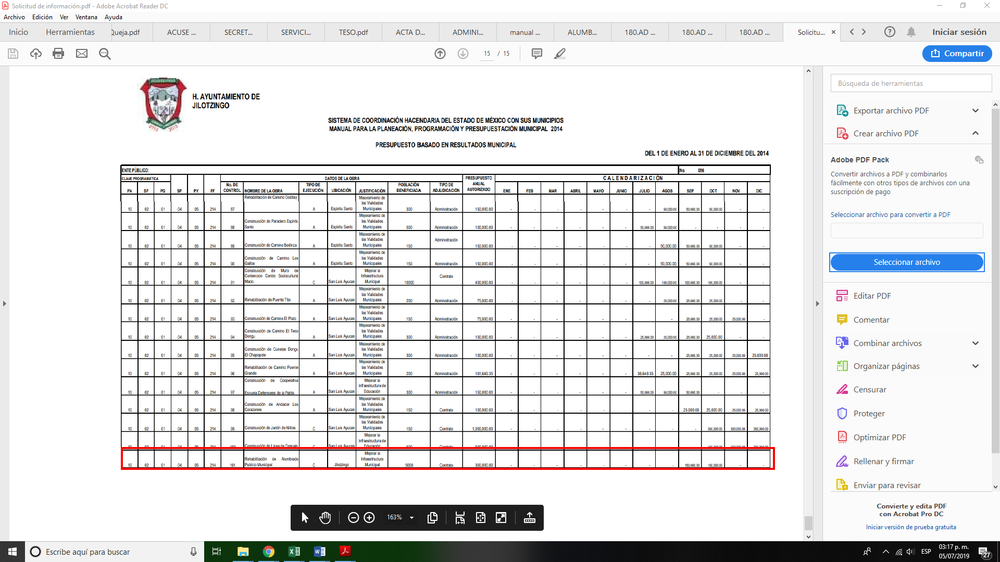 Solicitud de información.pdf - Adobe Acrobat Reader DC
Archivo Edición Ver Ventana Ayuda
Inicio Herramientas Queja.pdf ACUSE ... SECRET... SERVICI... TESO.pdf ACTA D... ADMINI... manual ... ALUMB... 180.AD ... 180.AD ... 180.AD ... Solicitu... Iniciar sesión
15 / 15 Compartir
H. AYUNTAMIENTO DE
JILOTZINGO
SISTEMA DE COORDINACIÓN HACENDARIA DEL ESTADO DE MÉXICO CON SUS MUNICIPIOS
MANUAL PARA LA PLANEACIÓN, PROGRAMACIÓN Y PRESUPUESTACIÓN MUNICIPAL 2014
PRESUPUESTO BASADO EN RESULTADOS MUNICIPAL
DEL 1 DE ENERO AL 31 DE DICIEMBRE DEL 2014
ENTE PÚBLICO: No. 096
CLAVE PROGRAMATICA DATOS DE LA OBRA PRESUPUESTO ANUAL AUTORIZADO CALENDARIZACIÓN
FN SF PG SP PY FF No. DE CONTROL NOMBRE DE LA OBRA TIPO DE EJECUCIÓN UBICACIÓN JUSTIFICACIÓN POBLACIÓN BENEFICIADA TIPO DE ADJUDICACIÓN ENE FEB MAR ABRIL MAYO JUNIO JULIO AGOS SEP OCT NOV DIC
10 02 01 04 05 214 87 Rehabilitación de Camino Doditay A Espiritu Santo Mejoramiento de las Vialidades Municipales 300 Administración 150,000.00 - - - - - - - 50,000.00 50,000.00 50,000.00 - -
10 02 01 04 05 214 88 Construcción de Paradero Espiritu Santo A Espiritu Santo Mejoramiento de las Vialidades Municipales 500 Administración 100,000.00 - - - - - - 50,000.00 50,000.00 - - - -
10 02 01 04 05 214 89 Construcción de Camino Bodinza A Espiritu Santo Mejoramiento de las Vialidades Municipales 150 Administración 150,000.00 - - - - - - - 50,000.00 50,000.00 50,000.00 - -
10 02 01 04 05 214 90 Construcción de Camino Los Gallos A Espiritu Santo Mejoramiento de las Vialidades Municipales 150 Administración 150,000.00 - - - - - - - 50,000.00 50,000.00 50,000.00 - -
10 02 01 04 05 214 91 Construcción de Muro de Contencion Centro Sociocultural Mado C San Luis Ayucan Mejorar la Infraestructura Municipal 10000 Contrato 400,000.00 - - - - - - 100,000.00 100,000.00 100,000.00 100,000.00 - -
10 02 01 04 05 214 92 Rehabilitación de Puente Tito A San Luis Ayucan Mejoramiento de las Vialidades Municipales 200 Administración 75,000.00 - - - - - - - 25,000.00 25,000.00 25,000.00 - -
10 02 01 04 05 214 93 Construcción de Camino El Pozo A San Luis Ayucan Mejoramiento de las Vialidades Municipales 150 Administración 75,000.00 - - - - - - - - 25,000.00 25,000.00 25,000.00 -
10 02 01 04 05 214 94 Construcción de Camino El Teco Dongu A San Luis Ayucan Mejoramiento de las Vialidades Municipales 300 Administración 100,000.00 - - - - - - 25,000.00 25,000.00 25,000.00 25,000.00 - -
10 02 01 04 05 214 95 Construcción de Cunetas Dongu El Chapopote A San Luis Ayucan Mejoramiento de las Vialidades Municipales 300 Administración 100,000.00 - - - - - - - - 25,000.00 25,000.00 25,000.00 25,000.00
10 02 01 04 05 214 96 Rehabilitación de Camino Puente Grande A San Luis Ayucan Mejoramiento de las Vialidades Municipales 200 Administración 161,649.35 - - - - - - 36,649.35 25,000.00 25,000.00 25,000.00 25,000.00 25,000.00
10 02 01 04 05 214 97 Construcción de Cooperativa Escuela Defensores de la Patria A San Luis Ayucan Mejorar la Infraestructura de Educación 300 Administración 150,000.00 - - - - - - 50,000.00 50,000.00 50,000.00 - - -
10 02 01 04 05 214 98 Construcción de Andador Los Corazones A San Luis Ayucan Mejoramiento de las Vialidades Municipales 150 Contrato 100,000.00 - - - - - - - - 25,000.00 25,000.00 25,000.00 25,000.00
10 02 01 04 05 214 99 Construcción de Jardin de Niños C San Luis Ayucan Mejoramiento de las Vialidades Municipales 150 Contrato 1,000,000.00 - - - - - - - - - 350,000.00 300,000.00 350,000.00
10 02 01 04 05 214 100 Construcción de Linea de Drenaje C San Luis Ayucan Mejorar la Infraestructura de Educación 500 Contrato 500,000.00
10 02 01 04 05 214 101 Rehabilitación de Alumbrado Publico Municipal C Jilotzingo Mejorar la Infraestructura Municipal 5000 Contrato 300,000.00 - - - - - - - - 150,000.00 150,000.00 - -
163%
Búsqueda de herramientas
Exportar archivo PDF
Crear archivo PDF
Adobe PDF Pack
Convertir archivos a PDF y combinarlos
fácilmente con otros tipos de archivos con una
suscripción de pago
Seleccionar archivo para convertir a PDF
Seleccionar archivo
Editar PDF
Comentar
Combinar archivos
Organizar páginas
Censurar
Proteger
Optimizar PDF
Rellenar y firmar
Enviar para revisar
Convierte y edita PDF
con Acrobat Pro DC
Iniciar versión de prueba gratuita
Escribe aquí para buscar
ESP
03:17 p. m.
05/07/2019
27